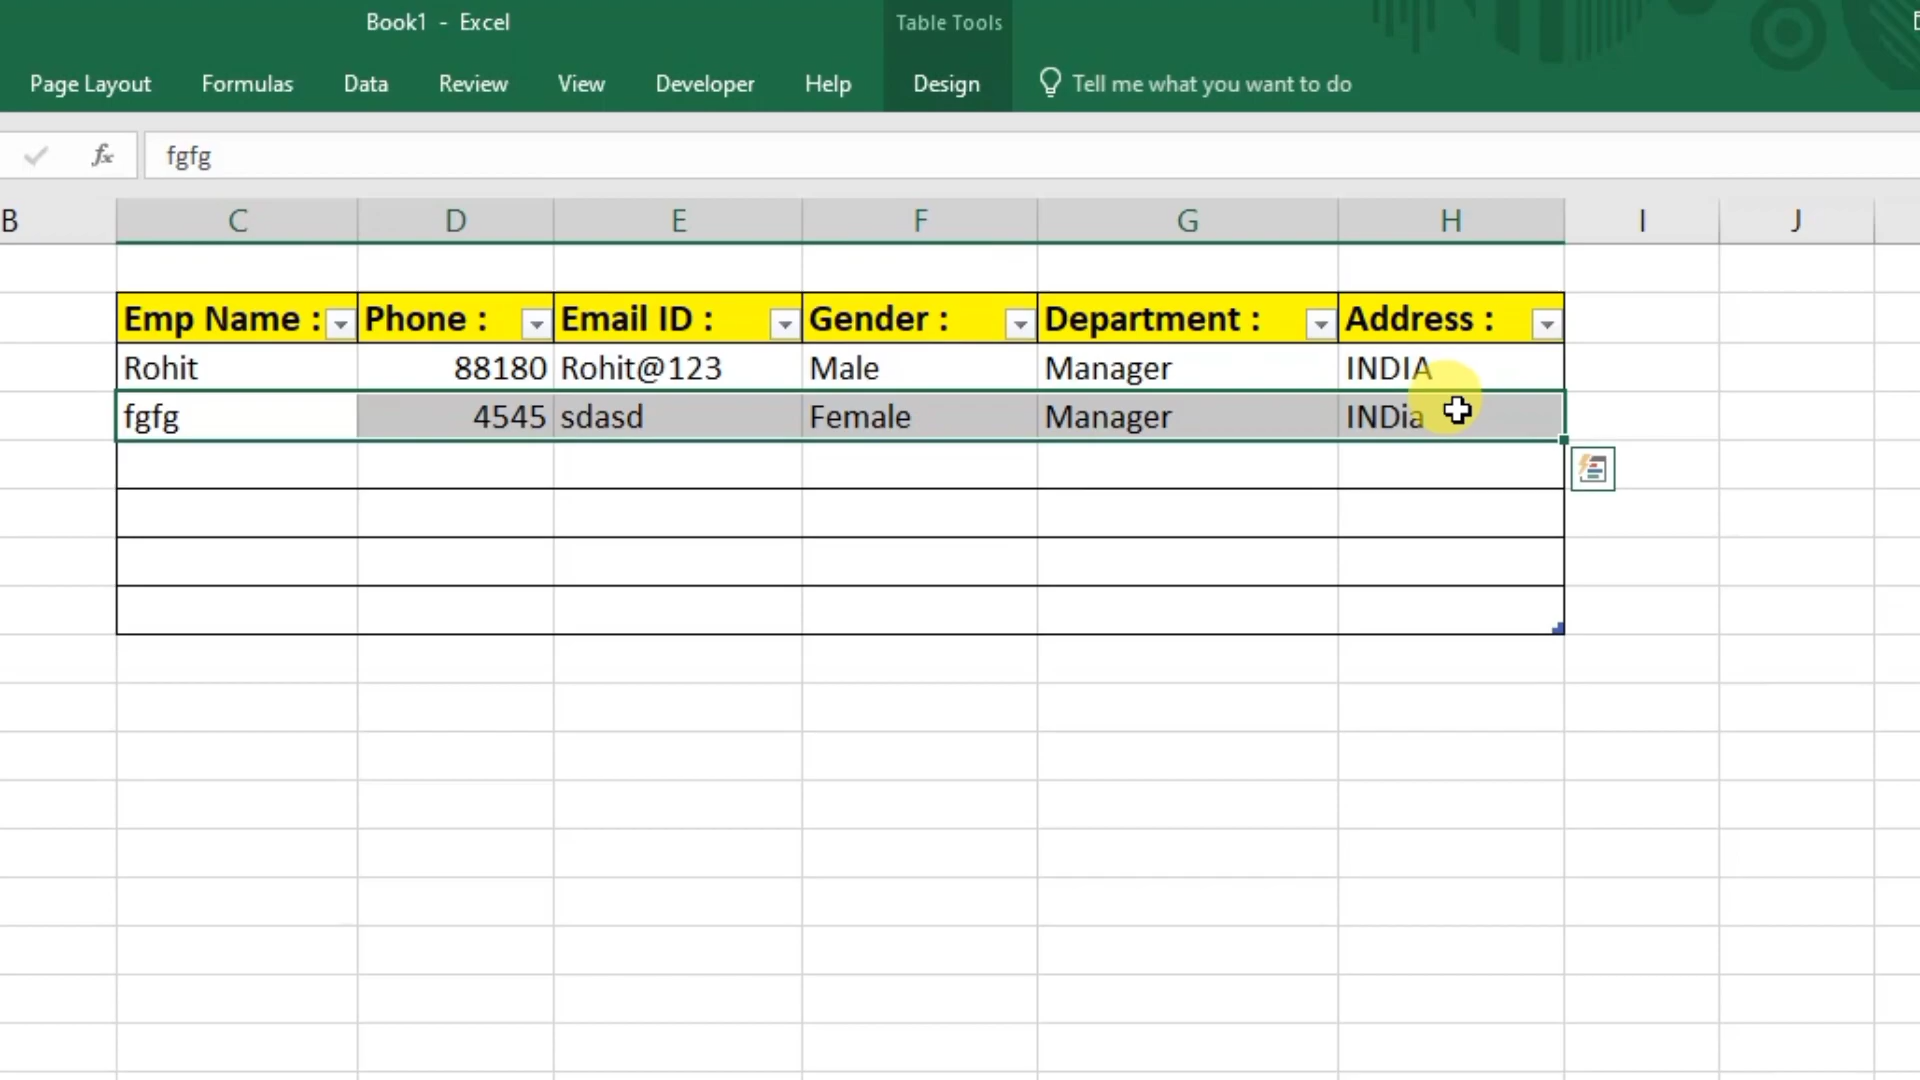 Book1 - Excel
Table Tools
Page Layout Formulas Data Review View Developer Help Design Tell me what you want to do
fx fgfg
B C D E F G H I J
Emp Name : Phone : Email ID : Gender : Department : Address :
Rohit 88180 Rohit@123 Male Manager INDIA
fgfg 4545 sdasd Female Manager INDia